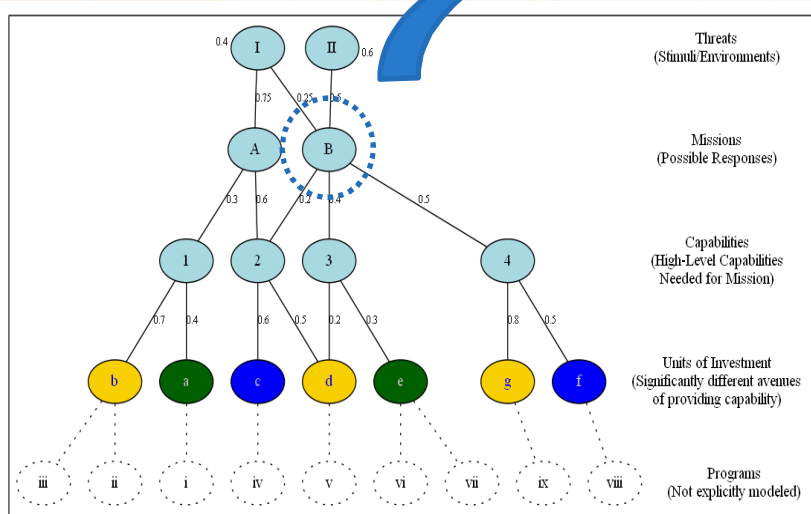 0.4
I
II
0.6
Threats
(Stimuli/Environments)
0.75
0.25
A
B
Missions
(Possible Responses)
0.3
0.6
0.2
0.4
0.5
1
2
3
4
Capabilities
(High-Level Capabilities
Needed for Mission)
0.7
0.4
0.6
0.5
0.2
0.3
0.8
0.5
b
a
c
d
e
g
f
Units of Investment
(Significantly different avenues
of providing capability)
iii
ii
i
iv
v
vi
vii
ix
viii
Programs
(Not explicitly modeled)